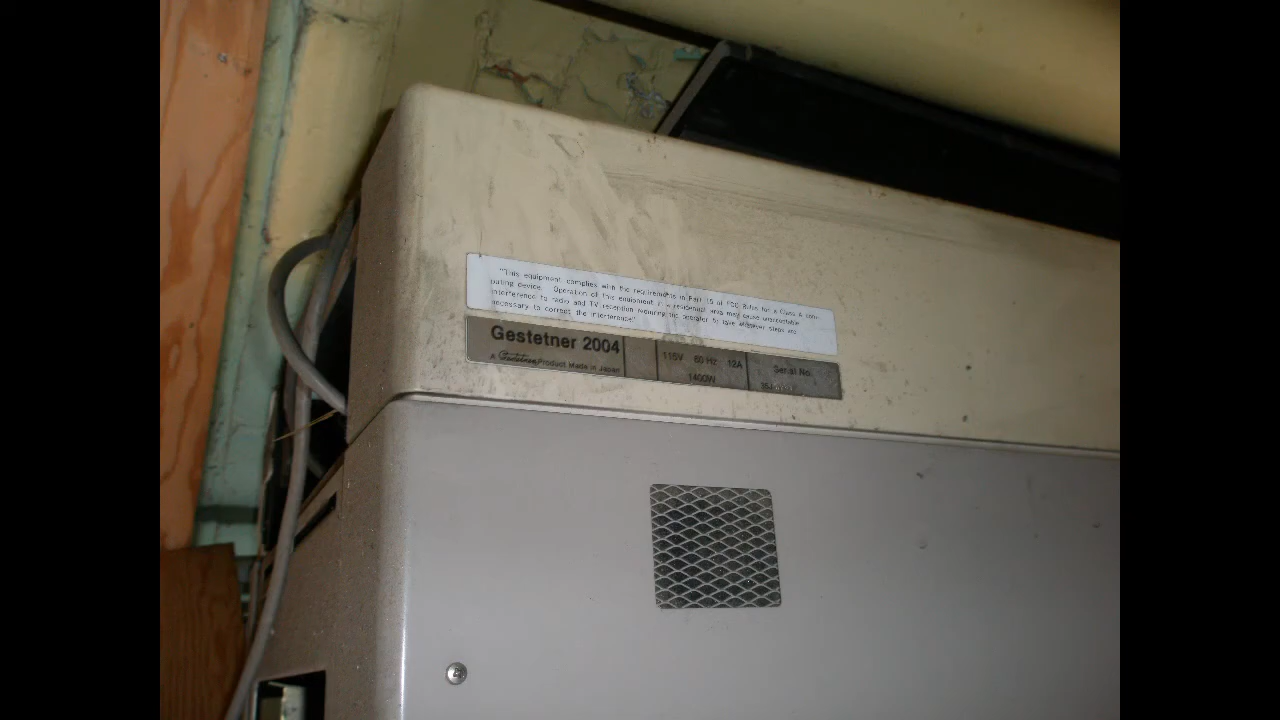 "This equipment complies with the requirements in Part 15 of FCC Rules for a Class A com-
puting device. Operation of this equipment in a residential area may cause unacceptable
interference to radio and TV reception requiring the operator to take whatever steps are
necessary to correct the interference"
Gestetner 2004
A Gestetner Product Made in Japan
115V 60 Hz 12A
1400W
Serial No.